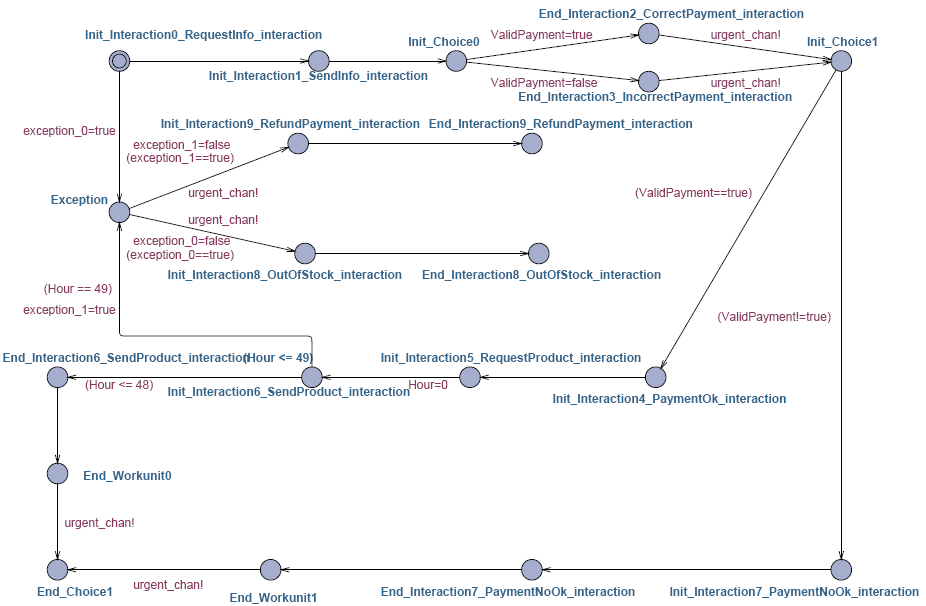 End_Interaction2_CorrectPayment_interaction
Init_Interaction0_RequestInfo_interaction
ValidPayment=true
urgent_chan!
Init_Choice0
Init_Choice1
Init_Interaction1_SendInfo_interaction
ValidPayment=false
urgent_chan!
End_Interaction3_IncorrectPayment_interaction
exception_0=true
Init_Interaction9_RefundPayment_interaction
End_Interaction9_RefundPayment_interaction
exception_1=false
(exception_1==true)
urgent_chan!
(ValidPayment==true)
Exception
urgent_chan!
exception_0=false
(exception_0==true)
Init_Interaction8_OutOfStock_interaction
End_Interaction8_OutOfStock_interaction
(Hour == 49)
exception_1=true
(ValidPayment!=true)
End_Interaction6_SendProduct_interaction
(Hour <= 49)
Init_Interaction5_RequestProduct_interaction
(Hour <= 48)
Hour=0
Init_Interaction6_SendProduct_interaction
Init_Interaction4_PaymentOk_interaction
End_Workunit0
urgent_chan!
urgent_chan!
End_Choice1
End_Workunit1
End_Interaction7_PaymentNoOk_interaction
Init_Interaction7_PaymentNoOk_interaction